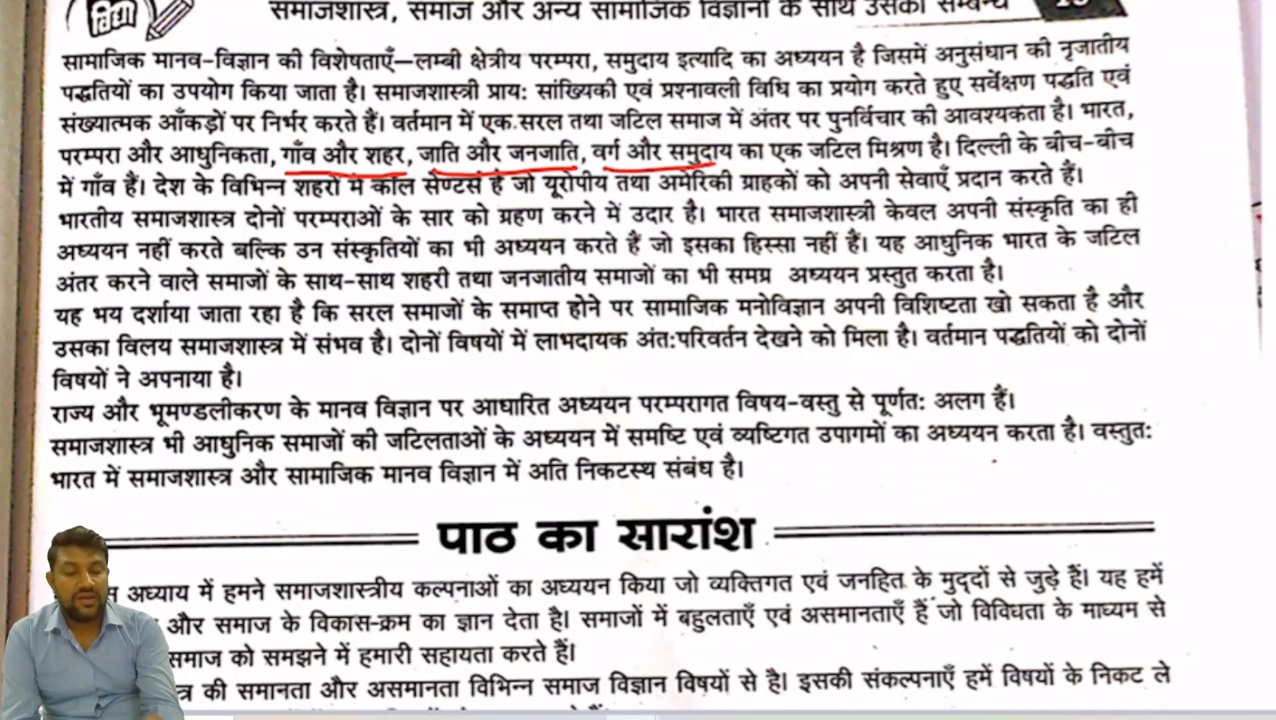 विद्या
समाजशास्त्र, समाज और अन्य सामाजिक विज्ञानों के साथ उसका सम्बन्ध
सामाजिक मानव-विज्ञान की विशेषताएँ—लम्बी क्षेत्रीय परम्परा, समुदाय इत्यादि का अध्ययन है जिसमें अनुसंधान की नृजातीय
पद्धतियों का उपयोग किया जाता है। समाजशास्त्री प्राय: सांख्यिकी एवं प्रश्नावली विधि का प्रयोग करते हुए सर्वेक्षण पद्धति एवं
संख्यात्मक आँकड़ों पर निर्भर करते हैं। वर्तमान में एक सरल तथा जटिल समाज में अंतर पर पुनर्विचार की आवश्यकता है। भारत,
परम्परा और आधुनिकता, गाँव और शहर, जाति और जनजाति, वर्ग और समुदाय का एक जटिल मिश्रण है। दिल्ली के बीच-बीच
में गाँव हैं। देश के विभिन्न शहरों में कॉल सेण्टर्स है जो यूरोपीय तथा अमेरिकी ग्राहकों को अपनी सेवाएँ प्रदान करते हैं।
भारतीय समाजशास्त्र दोनों परम्पराओं के सार को ग्रहण करने में उदार है। भारत समाजशास्त्री केवल अपनी संस्कृति का ही
अध्ययन नहीं करते बल्कि उन संस्कृतियों का भी अध्ययन करते हैं जो इसका हिस्सा नहीं हैं। यह आधुनिक भारत के जटिल
अंतर करने वाले समाजों के साथ-साथ शहरी तथा जनजातीय समाजों का भी समग्र अध्ययन प्रस्तुत करता है।
यह भय दर्शाया जाता रहा है कि सरल समाजों के समाप्त होने पर सामाजिक मनोविज्ञान अपनी विशिष्टता खो सकता है और
उसका विलय समाजशास्त्र में संभव है। दोनों विषयों में लाभदायक अंत:परिवर्तन देखने को मिला है। वर्तमान पद्धतियों को दोनों
विषयों ने अपनाया है।
राज्य और भूमण्डलीकरण के मानव विज्ञान पर आधारित अध्ययन परम्परागत विषय-वस्तु से पूर्णत: अलग हैं।
समाजशास्त्र भी आधुनिक समाजों की जटिलताओं के अध्ययन में समष्टि एवं व्यष्टिगत उपागमों का अध्ययन करता है। वस्तुत:
भारत में समाजशास्त्र और सामाजिक मानव विज्ञान में अति निकटस्थ संबंध है।
पाठ का सारांश
अध्याय में हमने समाजशास्त्रीय कल्पनाओं का अध्ययन किया जो व्यक्तिगत एवं जनहित के मुद्दों से जुड़े हैं। यह हमें
और समाज के विकास-क्रम का ज्ञान देता है। समाजों में बहुलताएँ एवं असमानताएँ हैं जो विविधता के माध्यम से
समाज को समझने में हमारी सहायता करते हैं।
की समानता और असमानता विभिन्न समाज विज्ञान विषयों से है। इसकी संकल्पनाएँ हमें विषयों के निकट ले